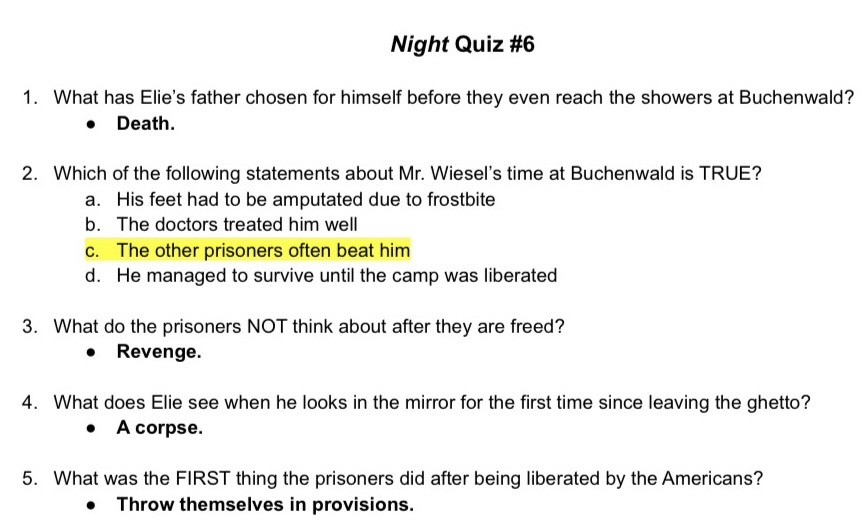 Night Quiz #6
1. What has Elie's father chosen for himself before they even reach the showers at Buchenwald?
● Death.
2. Which of the following statements about Mr. Wiesel's time at Buchenwald is TRUE?
a. His feet had to be amputated due to frostbite
b. The doctors treated him well
c. The other prisoners often beat him
d. He managed to survive until the camp was liberated
3. What do the prisoners NOT think about after they are freed?
● Revenge.
4. What does Elie see when he looks in the mirror for the first time since leaving the ghetto?
● A corpse.
5. What was the FIRST thing the prisoners did after being liberated by the Americans?
● Throw themselves in provisions.